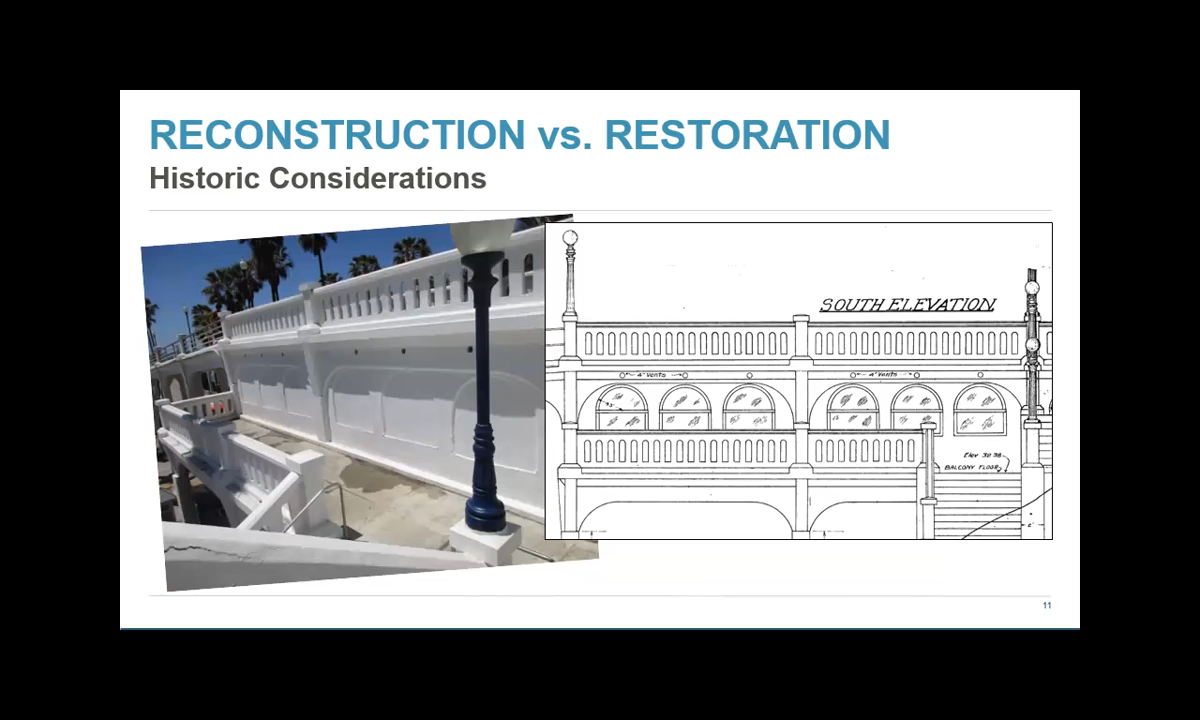 RECONSTRUCTION vs. RESTORATION
Historic Considerations
SOUTH ELEVATION
4" VENTS
4" VENTS
BALCONY FLOOR
11